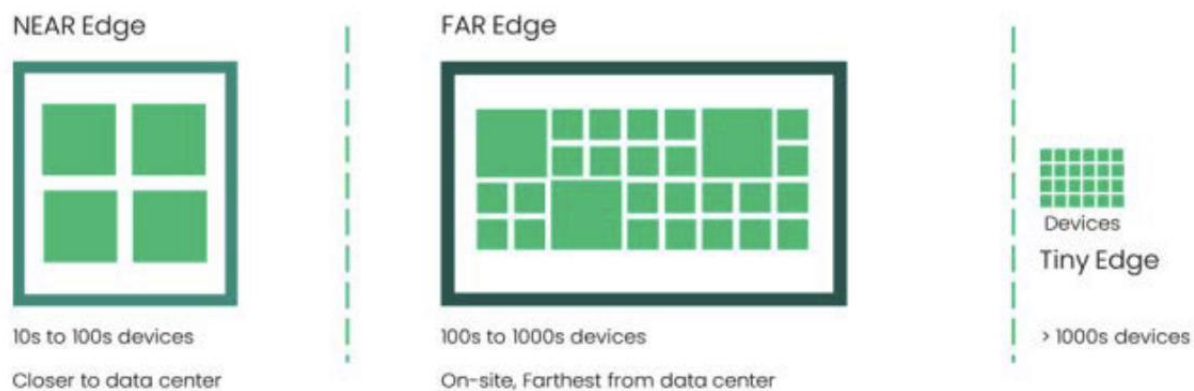 NEAR Edge
10s to 100s devices
Closer to data center
FAR Edge
100s to 1000s devices
On-site, Farthest from data center
Devices
Tiny Edge
> 1000s devices